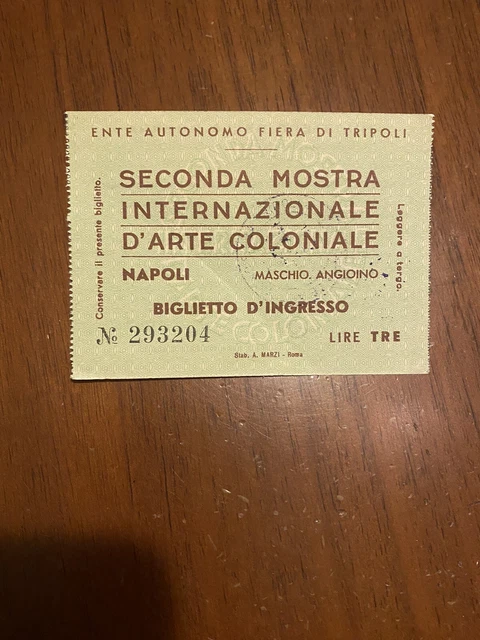 ENTE AUTONOMO FIERA DI TRIPOLI
SECONDA MOSTRA
INTERNAZIONALE
D'ARTE COLONIALE
NAPOLI MASCHIO. ANGIOINO
BIGLIETTO D'INGRESSO
№ 293204 LIRE TRE
Stab. A. MARZI - Roma
Conservare il presente biglietto.
Leggere a tergo.